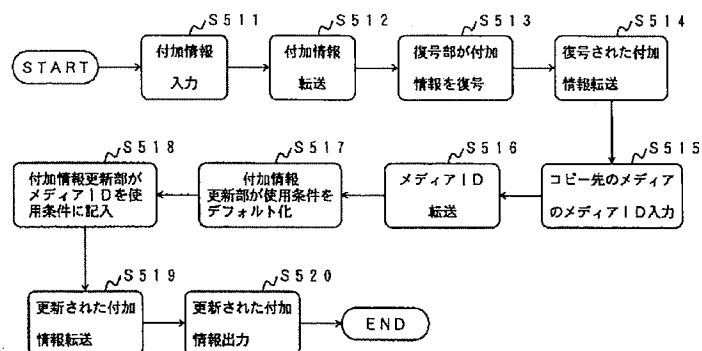 START
S511
付加情報
入力
S512
付加情報
転送
S513
復号部が付加
情報を復号
S514
復号された付加
情報転送
S515
コピー先のメディア
のメディアID入力
S516
メディアID
転送
S517
付加情報
更新部が使用条件を
デフォルト化
S518
付加情報更新部が
メディアIDを使
用条件に記入
S519
更新された付加
情報転送
S520
更新された付加
情報出力
END